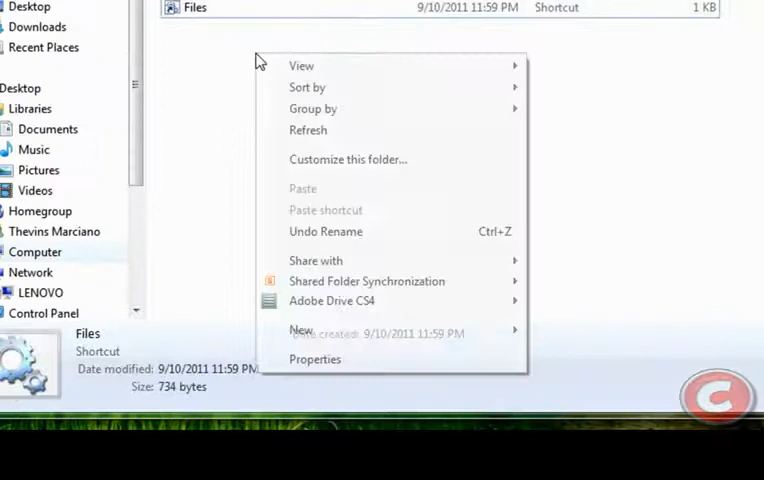 Desktop
Files 9/10/2011 11:59 PM Shortcut 1 KB
Downloads
Recent Places
Desktop
Libraries
Documents
Music
Pictures
Videos
Homegroup
Thevins Marciano
Computer
Network
LENOVO
Control Panel
View
Sort by
Group by
Refresh
Customize this folder...
Paste
Paste shortcut
Undo Rename Ctrl+Z
Share with
Shared Folder Synchronization
Adobe Drive CS4
New
Properties
Files
Shortcut
Date modified: 9/10/2011 11:59 PM
Date created: 9/10/2011 11:59 PM
Size: 734 bytes
C